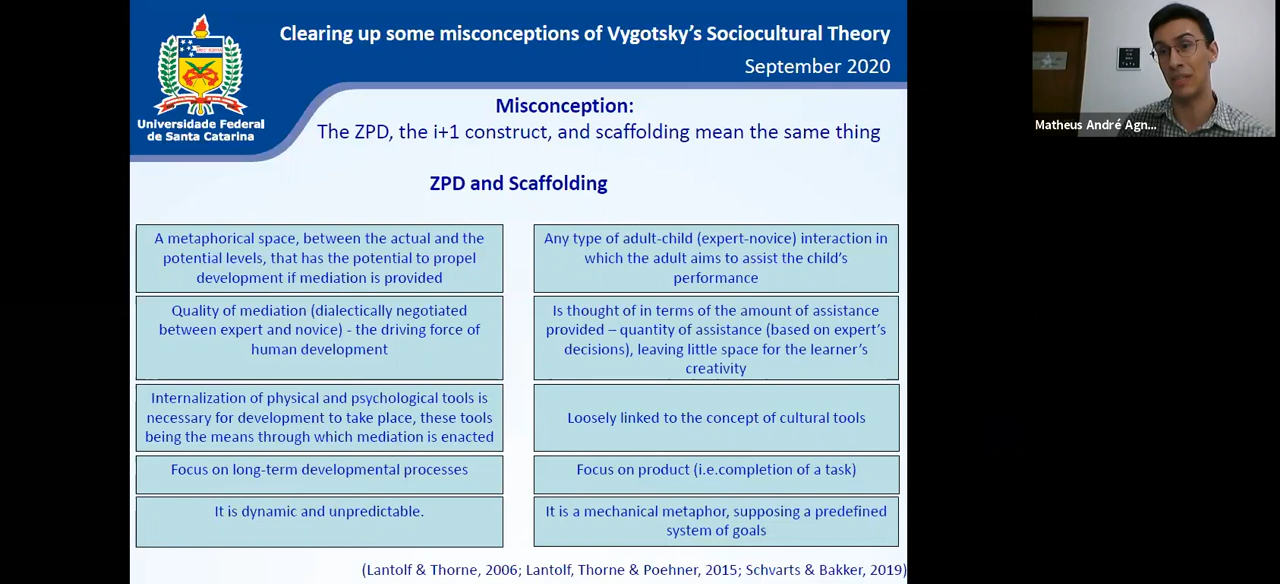 Clearing up some misconceptions of Vygotsky's Sociocultural Theory
September 2020
Universidade Federal
de Santa Catarina
Misconception:
The ZPD, the i+1 construct, and scaffolding mean the same thing
ZPD and Scaffolding
A metaphorical space, between the actual and the
potential levels, that has the potential to propel
development if mediation is provided
Any type of adult-child (expert-novice) interaction in
which the adult aims to assist the child's
performance
Quality of mediation (dialectically negotiated
between expert and novice) - the driving force of
human development
Is thought of in terms of the amount of assistance
provided – quantity of assistance (based on expert's
decisions), leaving little space for the learner's
creativity
Internalization of physical and psychological tools is
necessary for development to take place, these tools
being the means through which mediation is enacted
Loosely linked to the concept of cultural tools
Focus on long-term developmental processes
Focus on product (i.e.completion of a task)
It is dynamic and unpredictable.
It is a mechanical metaphor, supposing a predefined
system of goals
(Lantolf & Thorne, 2006; Lantolf, Thorne & Poehner, 2015; Schvarts & Bakker, 2019)
Matheus André Agn...